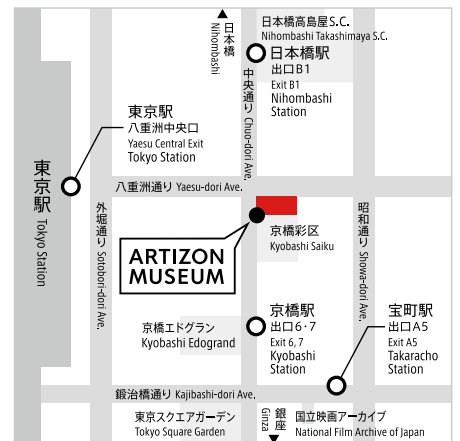 日本橋
Nihombashi
日本橋髙島屋S.C.
Nihombashi Takashimaya S.C.
日本橋駅
出口B1
Exit B1
Nihombashi
Station
中央通り Chuo-dori Ave.
東京駅
八重洲中央口
Yaesu Central Exit
Tokyo Station
東京駅 Tokyo Station
八重洲通り Yaesu-dori Ave.
外堀通り Sotobori-dori Ave.
昭和通り Showa-dori Ave.
京橋彩区
Kyobashi Saiku
ARTIZON
MUSEUM
京橋駅
出口6・7
Exit 6, 7
Kyobashi
Station
宝町駅
出口A5
Exit A5
Takaracho
Station
京橋エドグラン
Kyobashi Edogrand
鍛冶橋通り Kajibashi-dori Ave.
東京スクエアガーデン
Tokyo Square Garden
銀座
Ginza
国立映画アーカイブ
National Film Archive of Japan